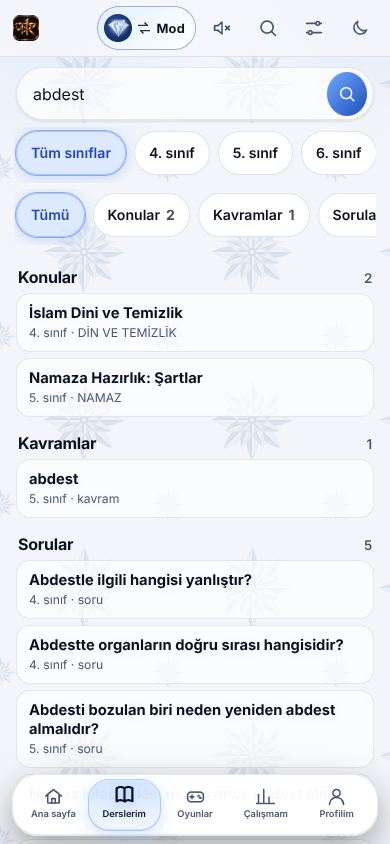 Mod
abdest
Tüm sınıflar
4. sınıf
5. sınıf
6. sınıf
Tümü
Konular 2
Kavramlar 1
Sorula
Konular 2
İslam Dini ve Temizlik
4. sınıf · DİN VE TEMİZLİK
Namaza Hazırlık: Şartlar
5. sınıf · NAMAZ
Kavramlar 1
abdest
5. sınıf · kavram
Sorular 5
Abdestle ilgili hangisi yanlıştır?
4. sınıf · soru
Abdestte organların doğru sırası hangisidir?
4. sınıf · soru
Abdesti bozulan biri neden yeniden abdest
almalıdır?
5. sınıf · soru
Ana sayfa
Derslerim
Oyunlar
Çalışmam
Profilim